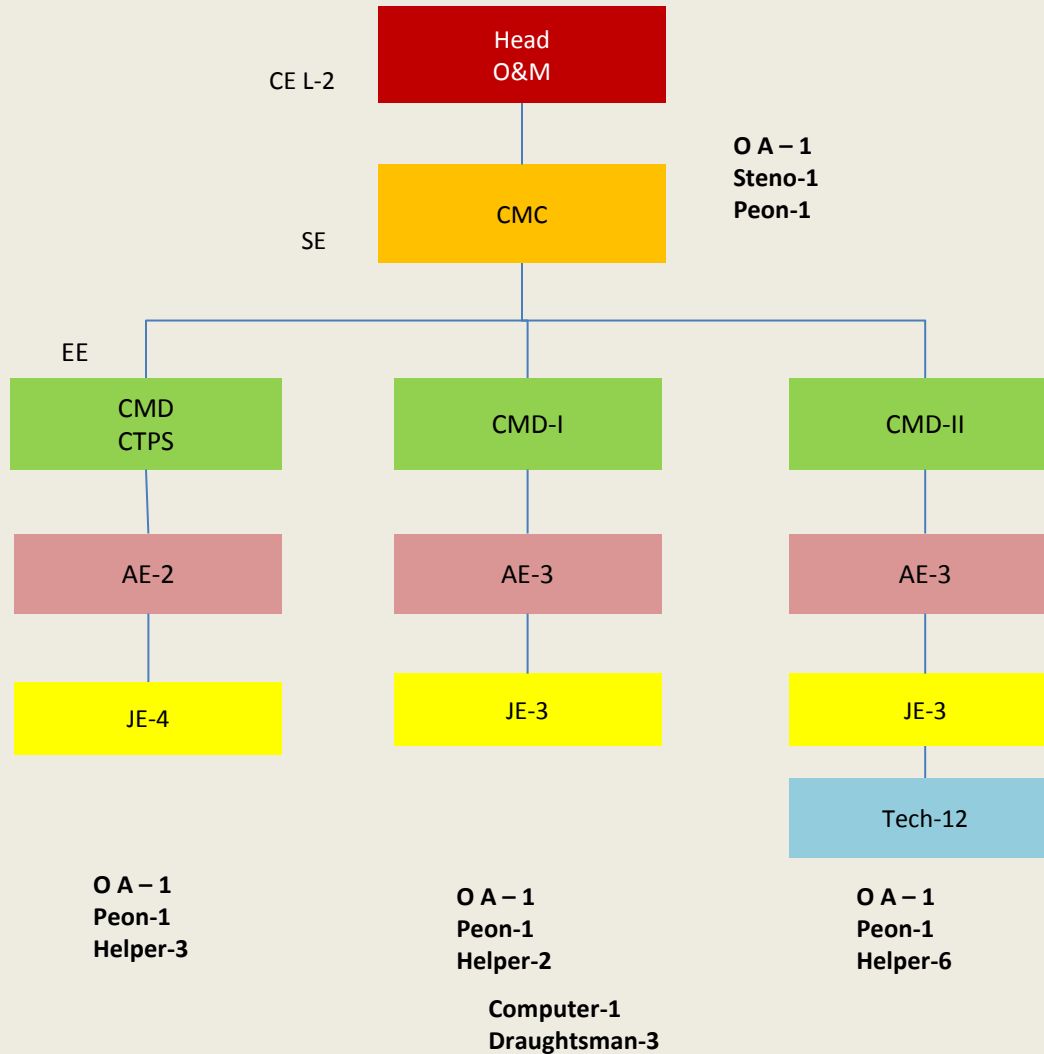 Head
O&M
CE L-2
O A – 1
Steno-1
Peon-1
CMC
SE
EE
CMD
CTPS
CMD-I
CMD-II
AE-2
AE-3
AE-3
JE-4
JE-3
JE-3
Tech-12
O A – 1
Peon-1
Helper-3
O A – 1
Peon-1
Helper-2
Computer-1
Draughtsman-3
O A – 1
Peon-1
Helper-6